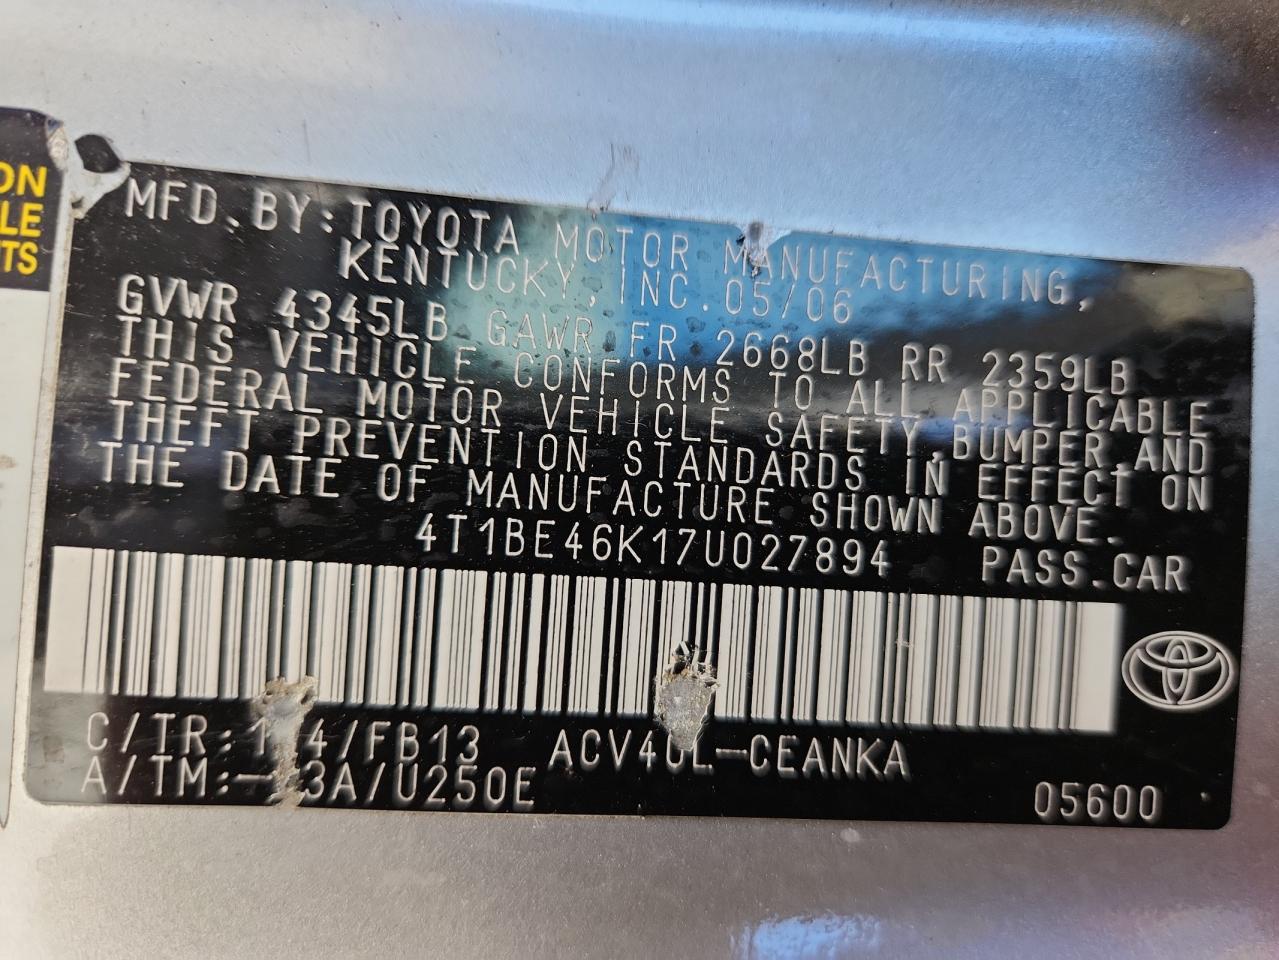 ON
LE
TS
MFD. BY: TOYOTA MOTOR MANUFACTURING,
KENTUCKY, INC. 05/06
GVWR 4345LB GAWR FR 2668LB RR 2359LB
THIS VEHICLE CONFORMS TO ALL APPLICABLE
FEDERAL MOTOR VEHICLE SAFETY, BUMPER, AND
THEFT PREVENTION STANDARDS IN EFFECT ON
THE DATE OF MANUFACTURE SHOWN ABOVE.
4T1BE46K17U027894 PASS. CAR
C/TR: /FB13 ACV40L-CEANKA
A/TM: /U250E
05600